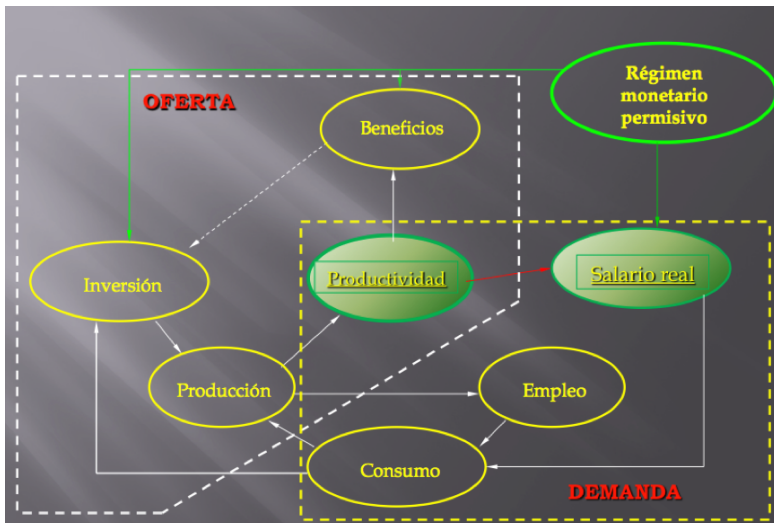 Régimen
monetario
permisivo
OFERTA
Beneficios
Inversión
Productividad
Salario real
Producción
Empleo
Consumo
DEMANDA